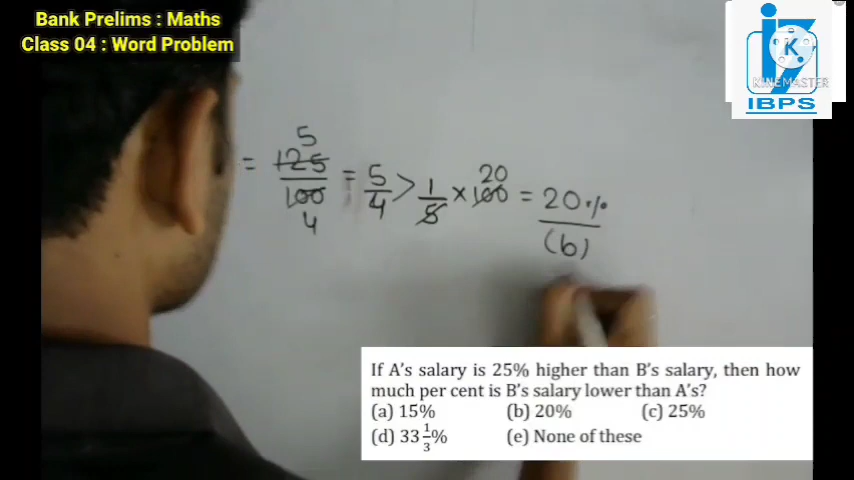 Bank Prelims : Maths
Class 04 : Word Problem
K
KINEMASTER
IBPS
= 125/100 = 5/4 > 1/5 × 100 = 20%
5
4
20
(b)
If A's salary is 25% higher than B's salary, then how
much per cent is B's salary lower than A's?
(a) 15% (b) 20% (c) 25%
(d) 33 1/3% (e) None of these